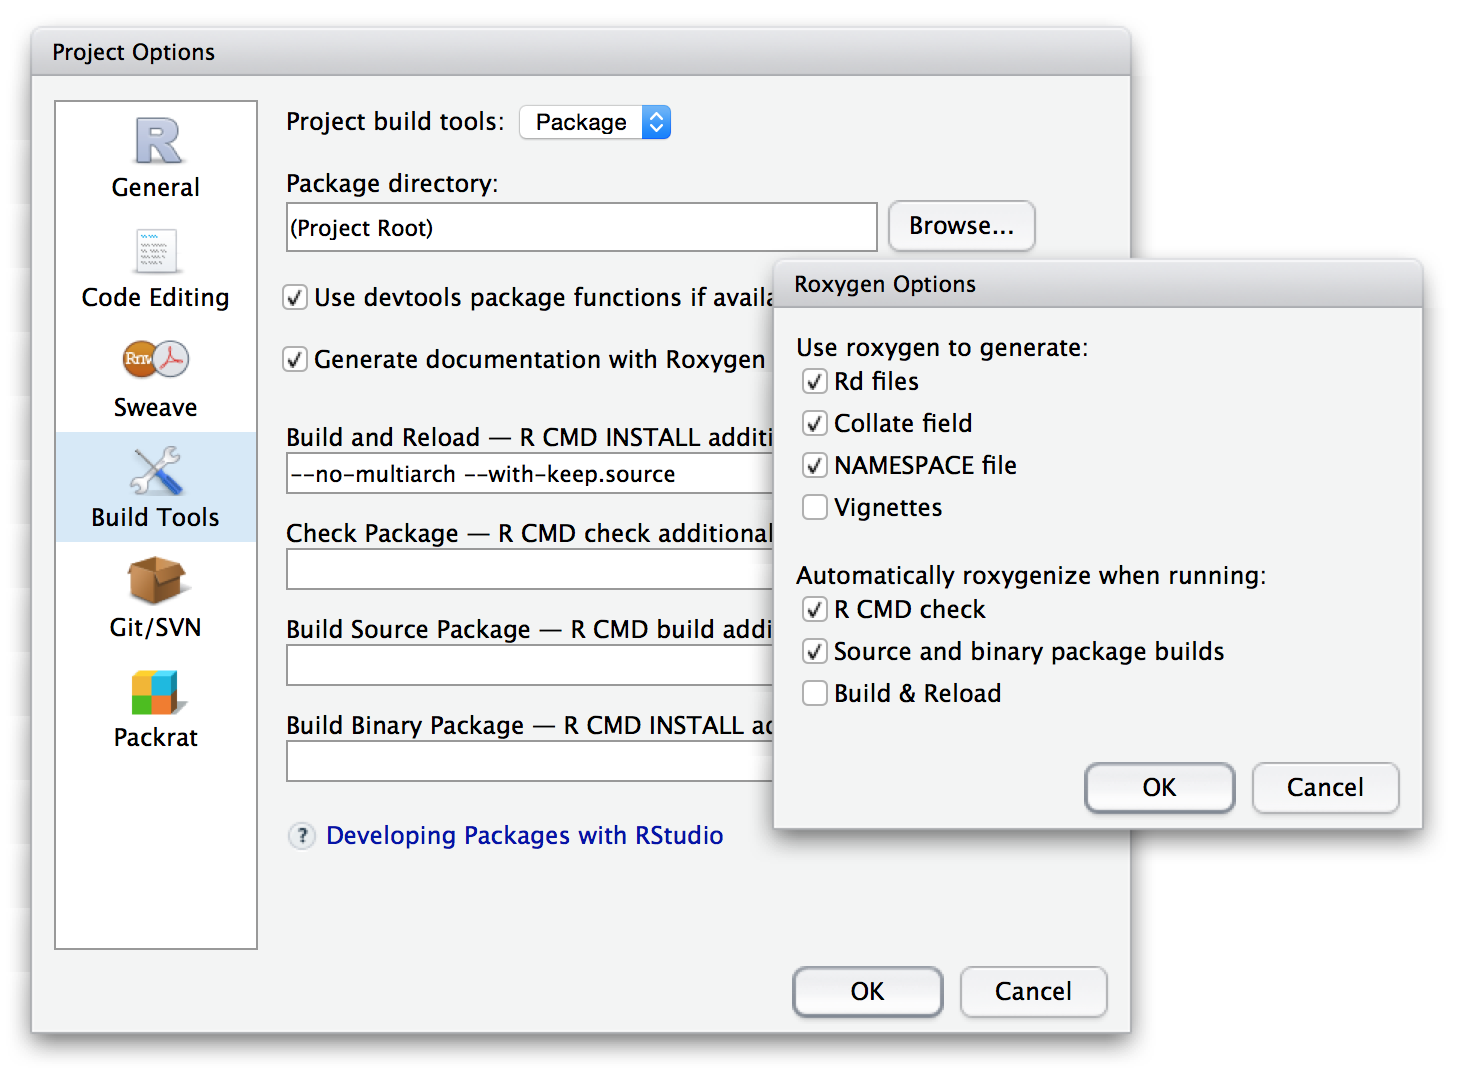 Project Options
General
Code Editing
Rnw
Sweave
Build Tools
Git/SVN
Packrat
Project build tools: Package
Package directory:
(Project Root)
Browse...
Use devtools package functions if availa
Generate documentation with Roxygen
Build and Reload — R CMD INSTALL additi
--no-multiarch --with-keep.source
Check Package — R CMD check additional
Build Source Package — R CMD build addi
Build Binary Package — R CMD INSTALL ad
? Developing Packages with RStudio
OK
Cancel
Roxygen Options
Use roxygen to generate:
Rd files
Collate field
NAMESPACE file
Vignettes
Automatically roxygenize when running:
R CMD check
Source and binary package builds
Build & Reload
OK
Cancel